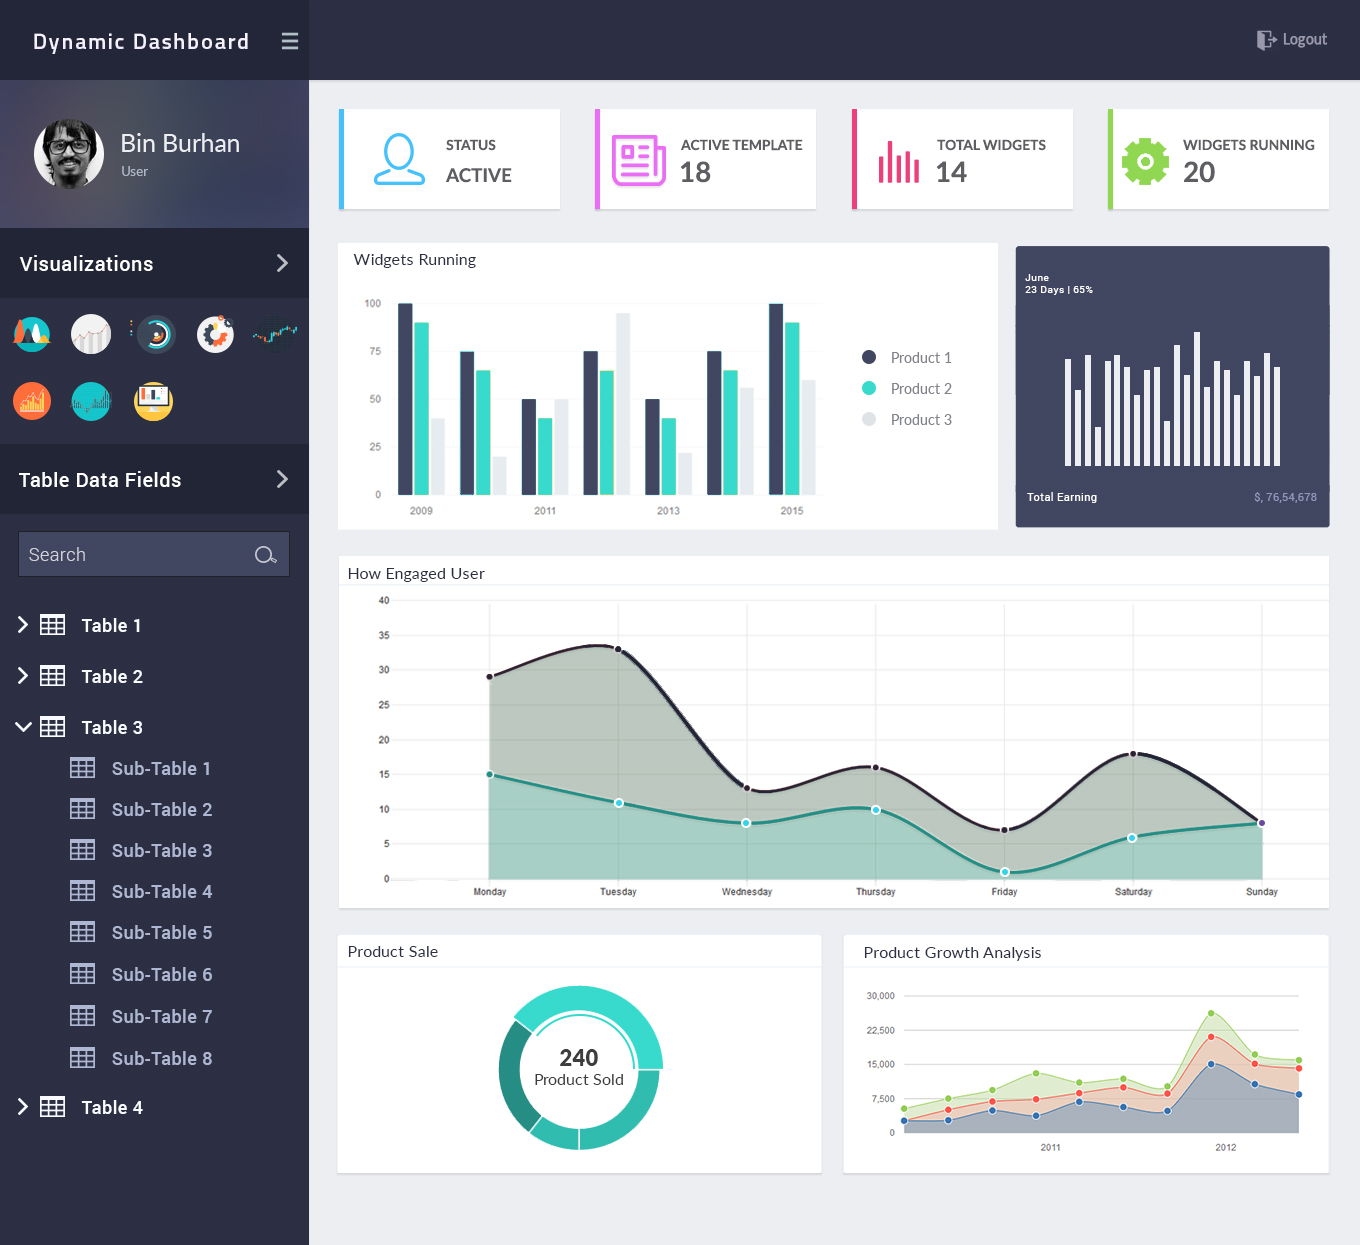 Dynamic Dashboard
Logout
Bin Burhan
User
Visualizations
Table Data Fields
Search
Table 1
Table 2
Table 3
Sub-Table 1
Sub-Table 2
Sub-Table 3
Sub-Table 4
Sub-Table 5
Sub-Table 6
Sub-Table 7
Sub-Table 8
Table 4
STATUS
ACTIVE
ACTIVE TEMPLATE
18
TOTAL WIDGETS
14
WIDGETS RUNNING
20
Widgets Running
100
75
50
25
0
2009
2011
2013
2015
Product 1
Product 2
Product 3
June
23 Days | 65%
Total Earning
$, 76,54,678
How Engaged User
40
35
30
25
20
15
10
5
0
Monday
Tuesday
Wednesday
Thursday
Friday
Saturday
Sunday
Product Sale
240
Product Sold
Product Growth Analysis
30,000
22,500
15,000
7,500
0
2011
2012